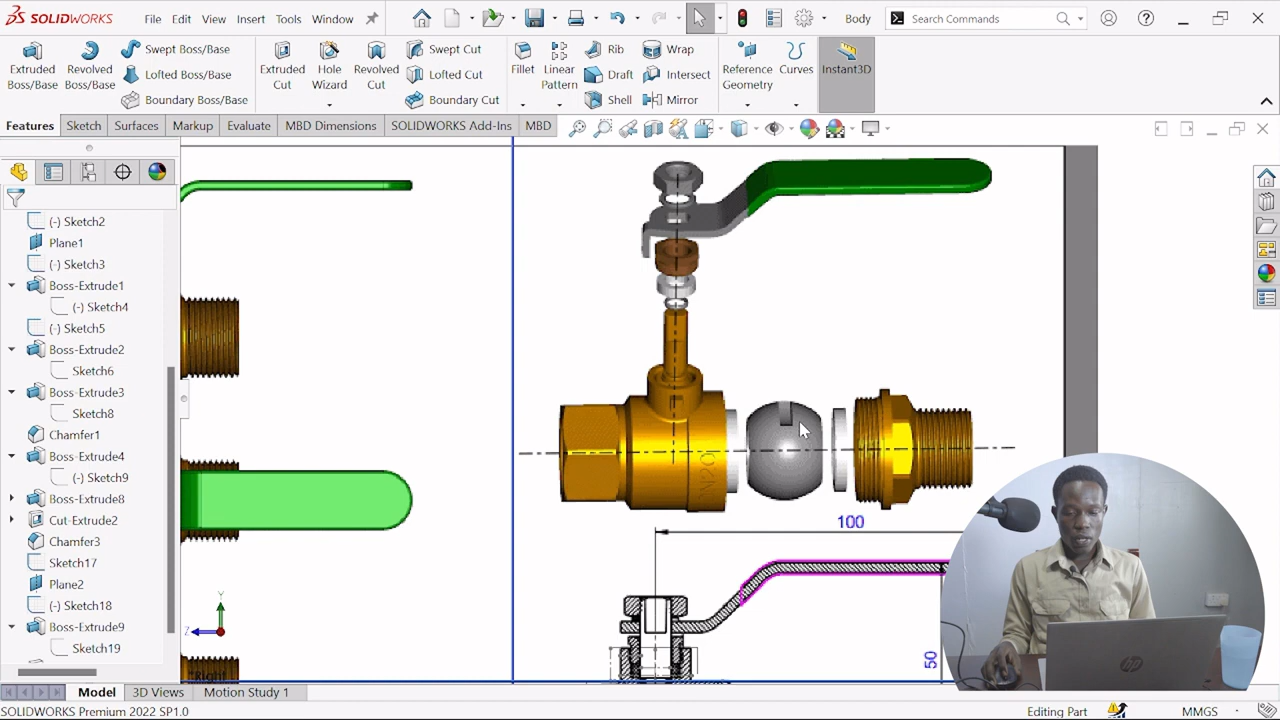 SOLIDWORKS File Edit View Insert Tools Window Body Search Commands
Extruded Boss/Base
Revolved Boss/Base
Swept Boss/Base
Lofted Boss/Base
Boundary Boss/Base
Extruded Cut
Hole Wizard
Revolved Cut
Swept Cut
Lofted Cut
Boundary Cut
Fillet
Linear Pattern
Rib
Draft
Shell
Wrap
Intersect
Mirror
Reference Geometry
Curves
Instant3D
Features Sketch Surfaces Markup Evaluate MBD Dimensions SOLIDWORKS Add-Ins MBD
(-) Sketch2
Plane1
(-) Sketch3
Boss-Extrude1
(-) Sketch4
(-) Sketch5
Boss-Extrude2
Sketch6
Boss-Extrude3
Sketch8
Chamfer1
Boss-Extrude4
(-) Sketch9
Boss-Extrude8
Cut-Extrude2
Chamfer3
Sketch17
Plane2
(-) Sketch18
Boss-Extrude9
Sketch19
Y
Z
100
50
hp
Model 3D Views Motion Study 1
SOLIDWORKS Premium 2022 SP1.0 Editing Part MMGS